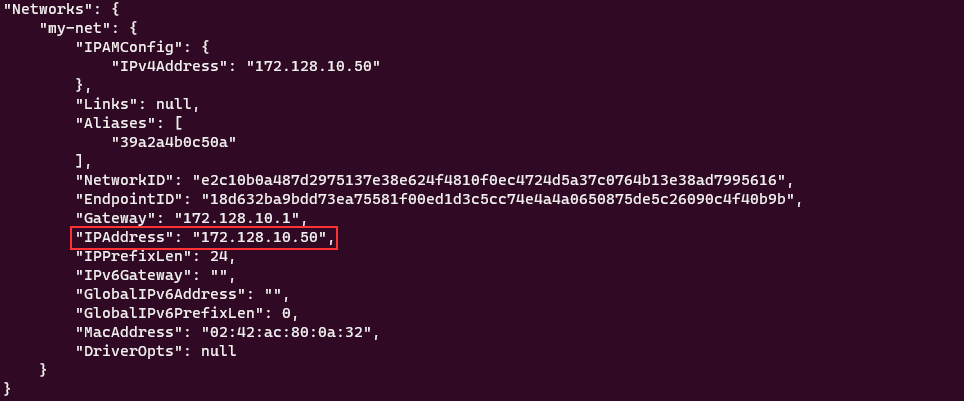 "Networks": {
    "my-net": {
        "IPAMConfig": {
            "IPv4Address": "172.128.10.50"
        },
        "Links": null,
        "Aliases": [
            "39a2a4b0c50a"
        ],
        "NetworkID": "e2c10b0a487d2975137e38e624f4810f0ec4724d5a37c0764b13e38ad7995616",
        "EndpointID": "18d632ba9bdd73ea75581f00ed1d3c5cc74e4a4a0650875de5c26090c4f40b9b",
        "Gateway": "172.128.10.1",
        "IPAddress": "172.128.10.50",
        "IPPrefixLen": 24,
        "IPv6Gateway": "",
        "GlobalIPv6Address": "",
        "GlobalIPv6PrefixLen": 0,
        "MacAddress": "02:42:ac:80:0a:32",
        "DriverOpts": null
    }
}